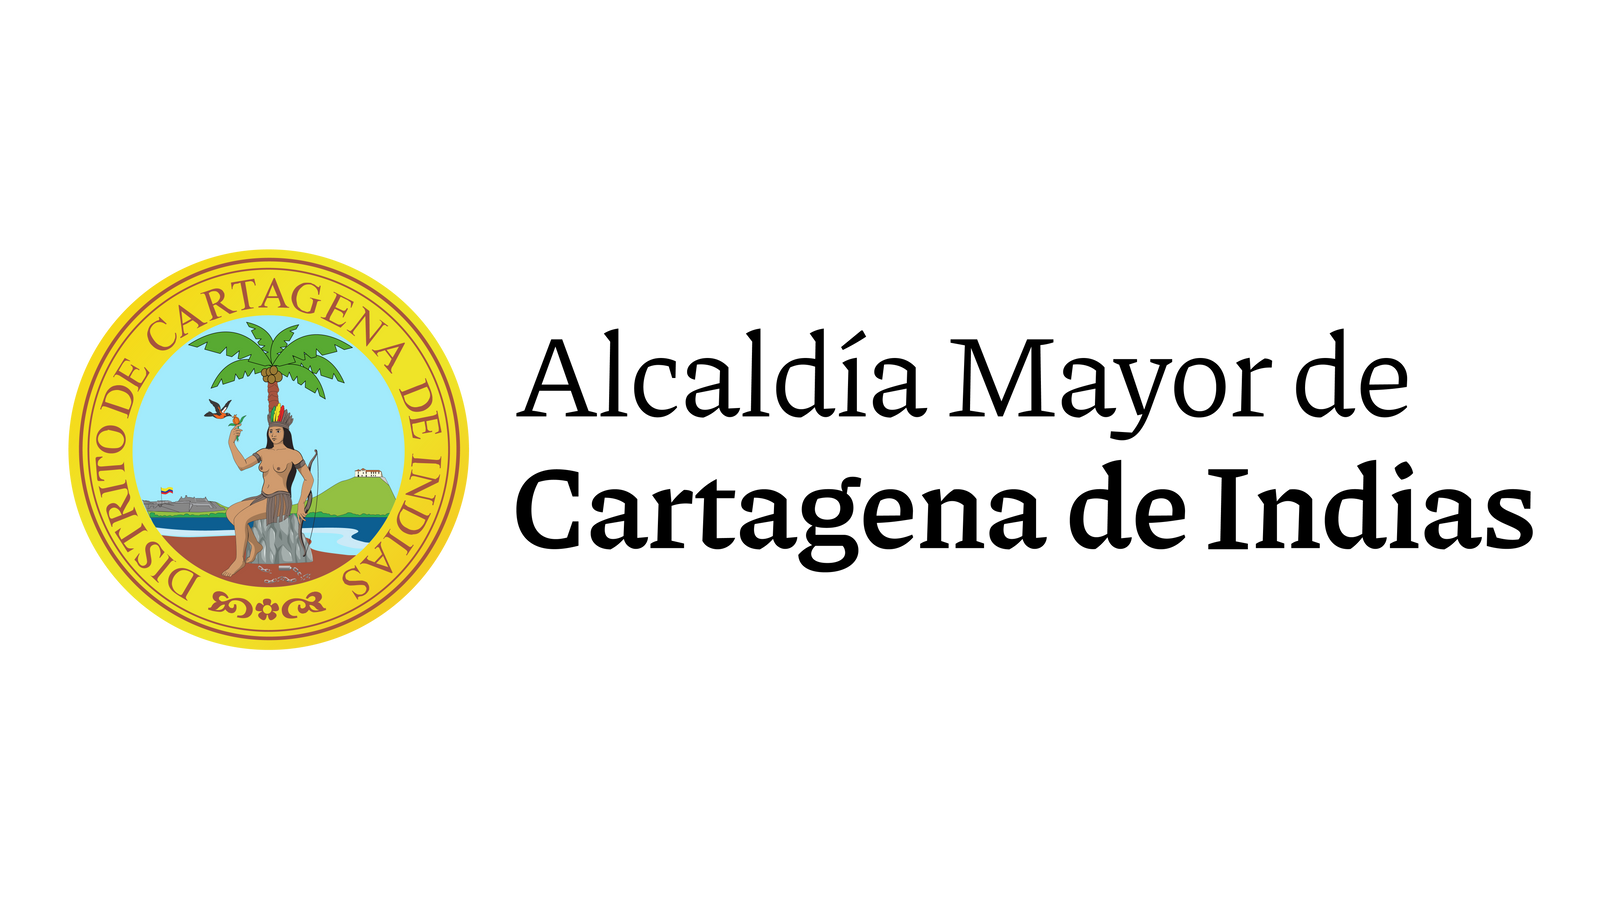 DISTRITO DE CARTAGENA DE INDIAS
Alcaldía Mayor de
Cartagena de Indias